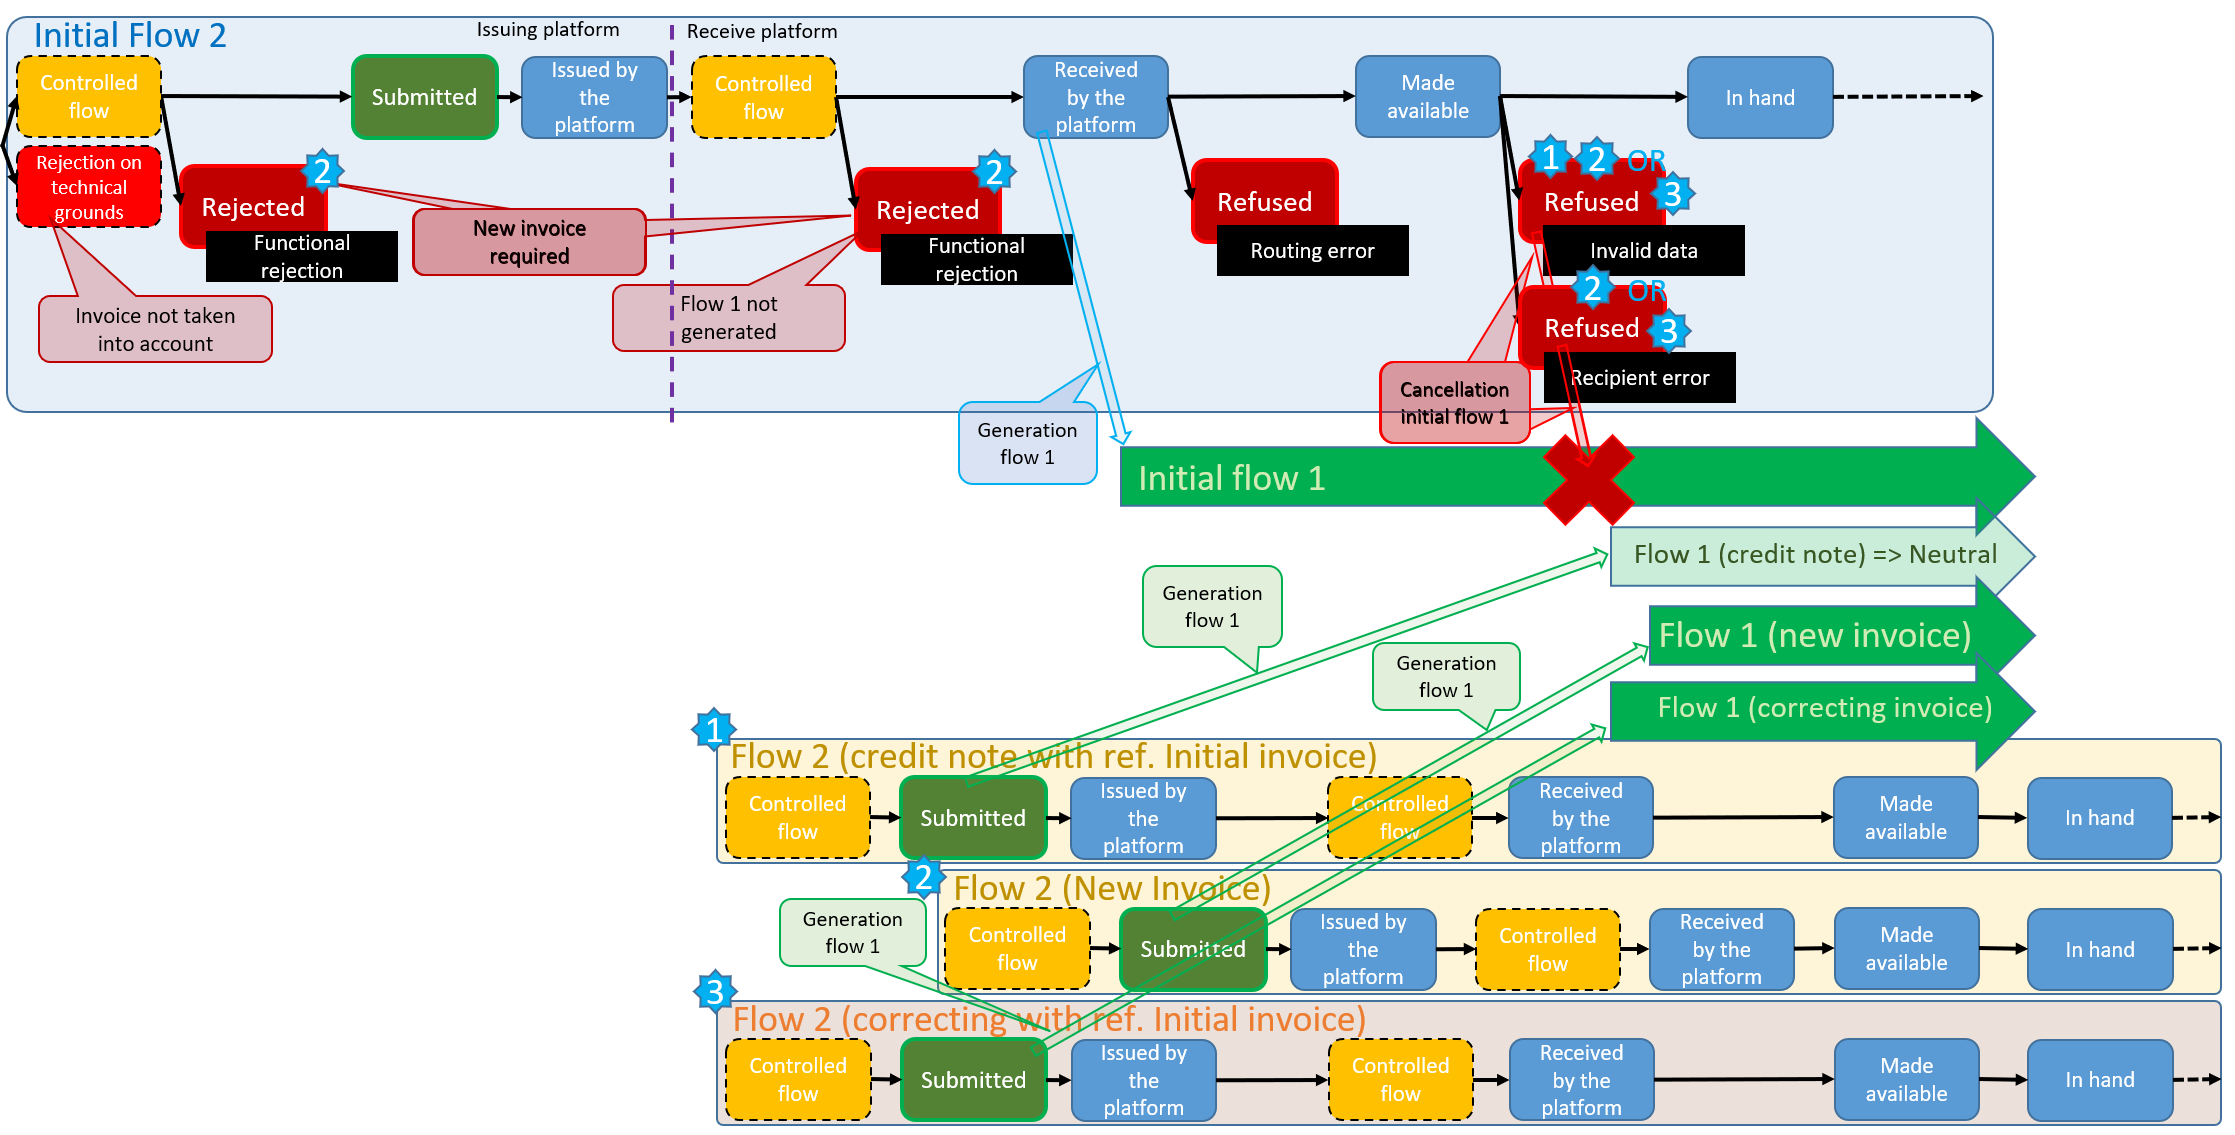 Initial Flow 2
Issuing platform
Receive platform
Controlled
flow
Submitted
Issued by
the
platform
Controlled
flow
Received
by the
platform
Made
available
In hand
Rejection on
technical
grounds
2
Rejected
Functional
rejection
New invoice
required
2
Rejected
Functional
rejection
Refused
Routing error
1
2
OR
3
Refused
Invalid data
2
OR
3
Refused
Recipient error
Invoice not taken
into account
Flow 1 not
generated
Cancellation
initial flow 1
Generation
flow 1
Initial flow 1
Flow 1 (credit note) => Neutral
Generation
flow 1
Flow 1 (new invoice)
Generation
flow 1
Flow 1 (correcting invoice)
1
Flow 2 (credit note with ref. Initial invoice)
Controlled
flow
Submitted
Issued by
the
platform
Controlled
flow
Received
by the
platform
Made
available
In hand
2
Flow 2 (New Invoice)
Generation
flow 1
Controlled
flow
Submitted
Issued by
the
platform
Controlled
flow
Received
by the
platform
Made
available
In hand
3
Flow 2 (correcting with ref. Initial invoice)
Controlled
flow
Submitted
Issued by
the
platform
Controlled
flow
Received
by the
platform
Made
available
In hand